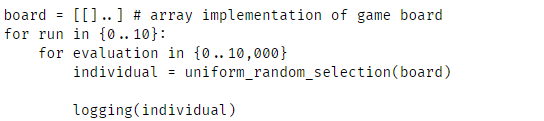 board = [[]..] # array implementation of game board
for run in {0..10}:
    for evaluation in {0..10,000}
        individual = uniform_random_selection(board)

        logging(individual)